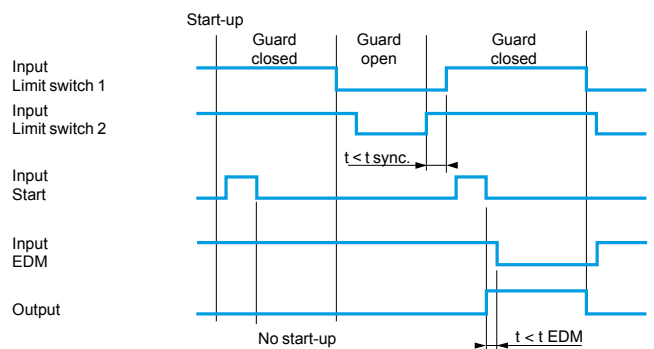 Start-up
Guard
closed
Guard
open
Guard
closed
Input
Limit switch 1
Input
Limit switch 2
t < t sync.
Input
Start
Input
EDM
Output
No start-up
t < t EDM